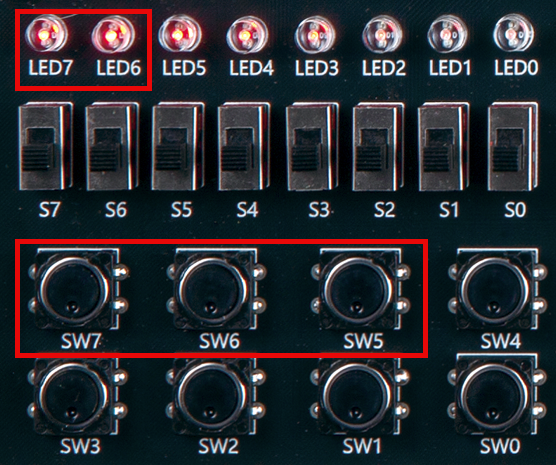 LED7 LED6 LED5 LED4 LED3 LED2 LED1 LED0
S7 S6 S5 S4 S3 S2 S1 S0
SW7 SW6 SW5 SW4
SW3 SW2 SW1 SW0